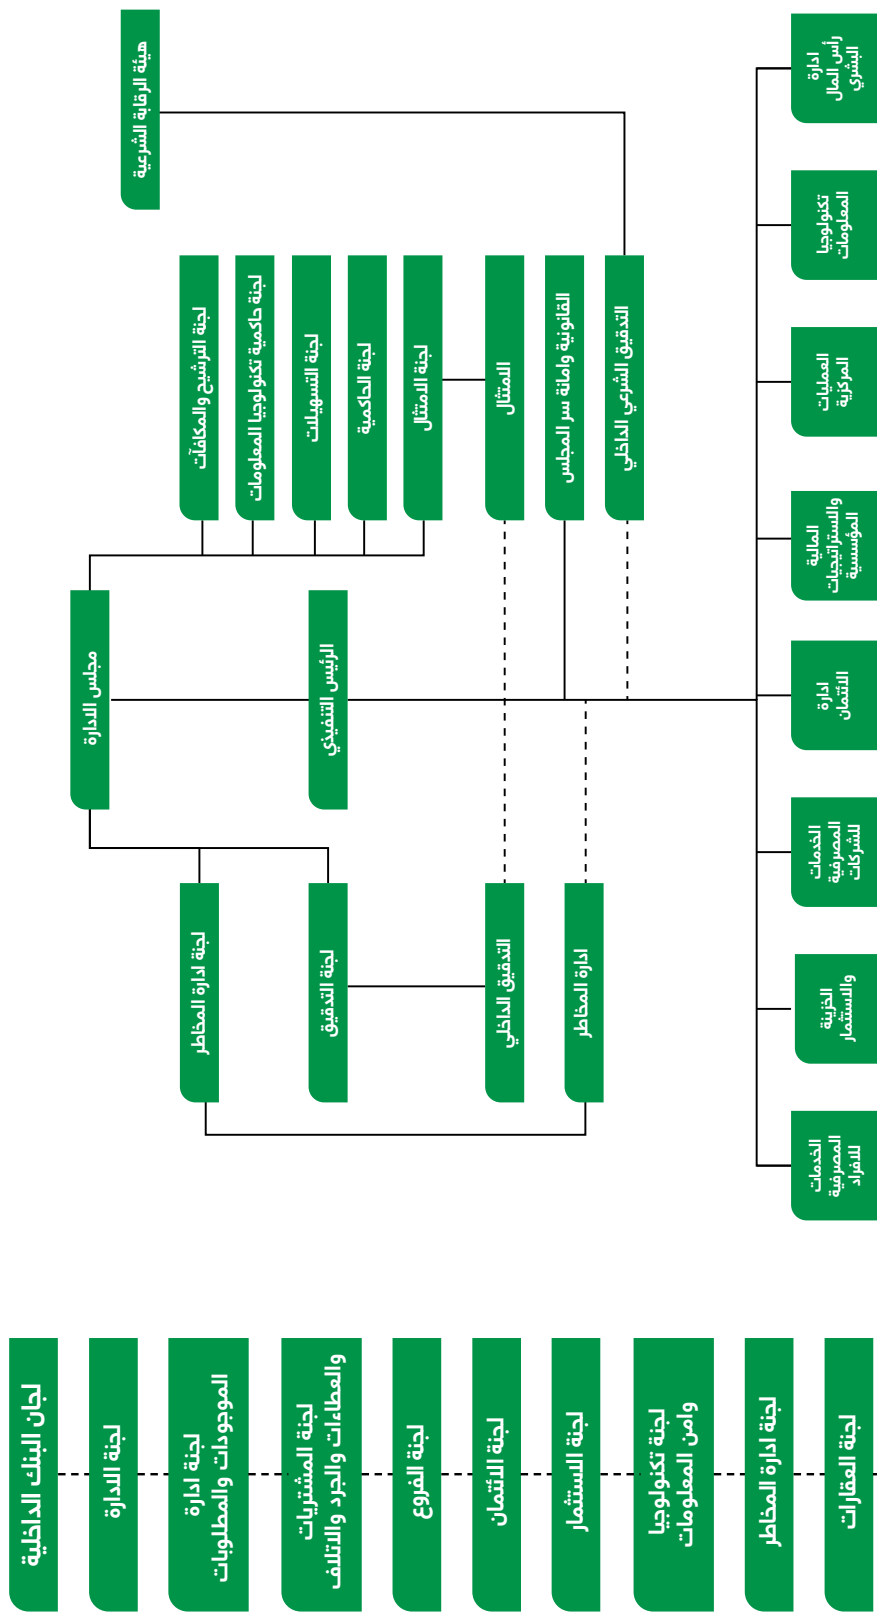 هيئة الرقابة الشرعية
مجلس الادارة
لجنة الترشيح والمكافآت
لجنة حاكمية تكنولوجيا المعلومات
لجنة التسهيلات
لجنة الحاكمية
لجنة الامتثال
الامتثال
القانونية وامانة سر المجلس
التدقيق الشرعي الداخلي
الرئيس التنفيذي
لجنة ادارة المخاطر
لجنة التدقيق
التدقيق الداخلي
ادارة المخاطر
ادارة
رأس المال
البشري
تكنولوجيا
المعلومات
العمليات
المركزية
المالية
والاستراتيجيات
المؤسسية
ادارة
الائتمان
الخدمات
المصرفية
للشركات
الخزينة
والاستثمار
الخدمات
المصرفية
للافراد
لجان البنك الداخلية
لجنة الادارة
لجنة ادارة
الموجودات والمطلوبات
لجنة المشتريات
والعطاءات والجرد والاتلاف
لجنة الفروع
لجنة الائتمان
لجنة الاستثمار
لجنة تكنولوجيا
وامن المعلومات
لجنة ادارة المخاطر
لجنة العقارات